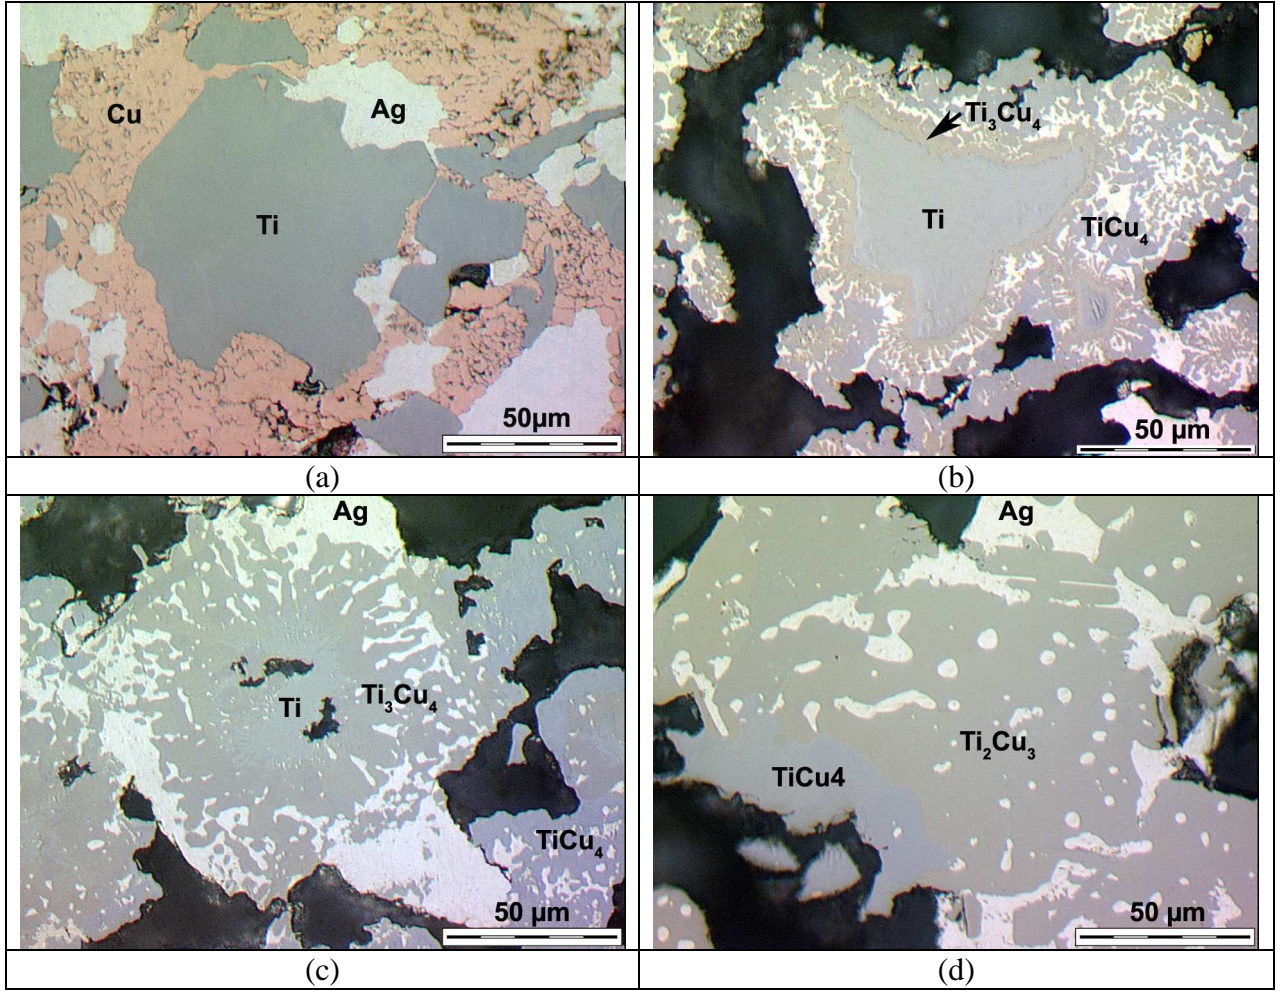 Cu
Ag
Ti
50µm
(a)
Ti₃Cu₄
Ti
TiCu₄
50 µm
(b)
Ag
Ti
Ti₃Cu₄
TiCu₄
50 µm
(c)
Ag
Ti₂Cu₃
TiCu4
50 µm
(d)